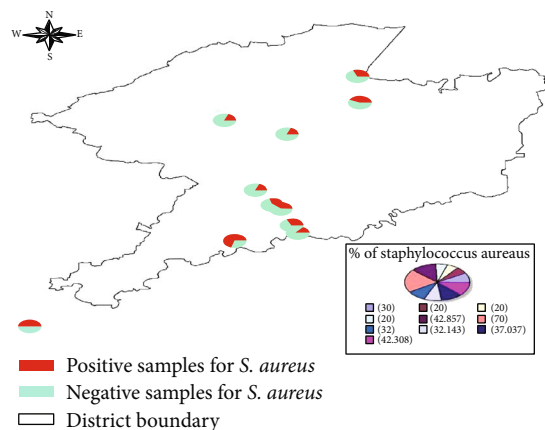 N
W E
S
% of staphylococcus aureaus
(30) (20) (20)
(20) (42.857) (70)
(32) (32.143) (37.037)
(42.308)
Positive samples for S. aureus
Negative samples for S. aureus
District boundary